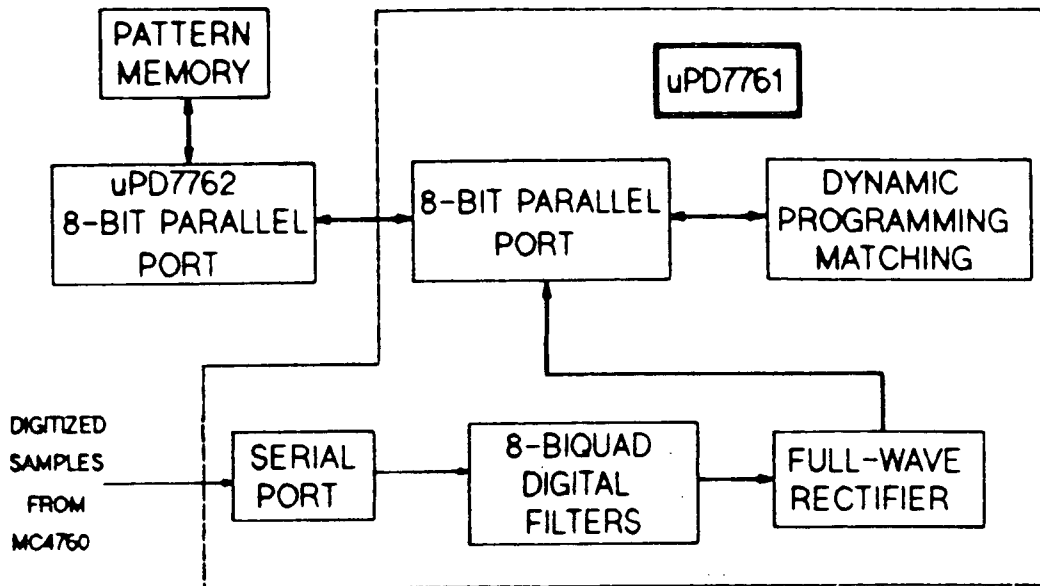 PATTERN
MEMORY
uPD7761
uPD7762
8-BIT PARALLEL
PORT
8-BIT PARALLEL
PORT
DYNAMIC
PROGRAMMING
MATCHING
DIGITIZED
SAMPLES
FROM
MC4760
SERIAL
PORT
8-BIQUAD
DIGITAL
FILTERS
FULL-WAVE
RECTIFIER